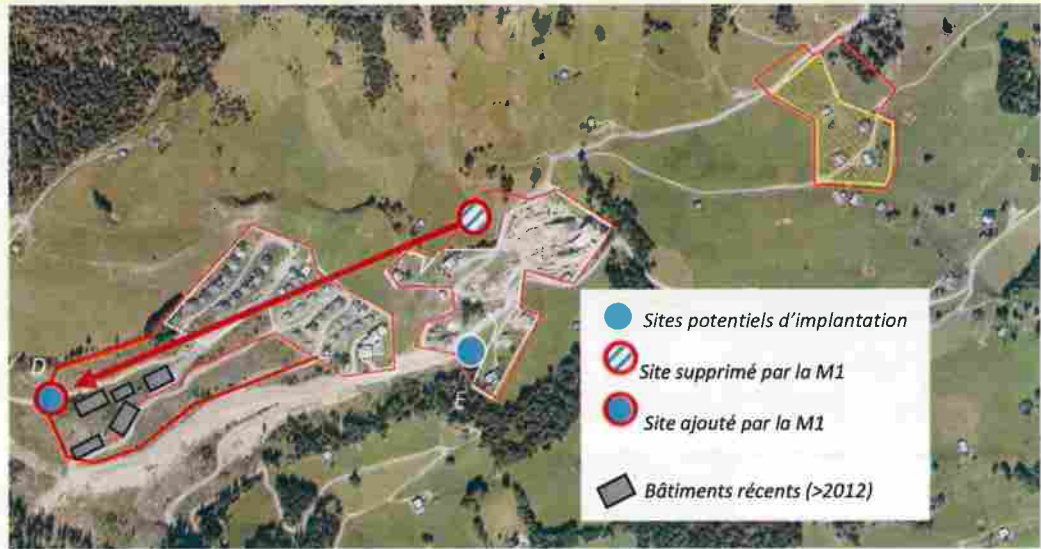 D
E
Sites potentiels d'implantation
Site supprimé par la M1
Site ajouté par la M1
Bâtiments récents (>2012)